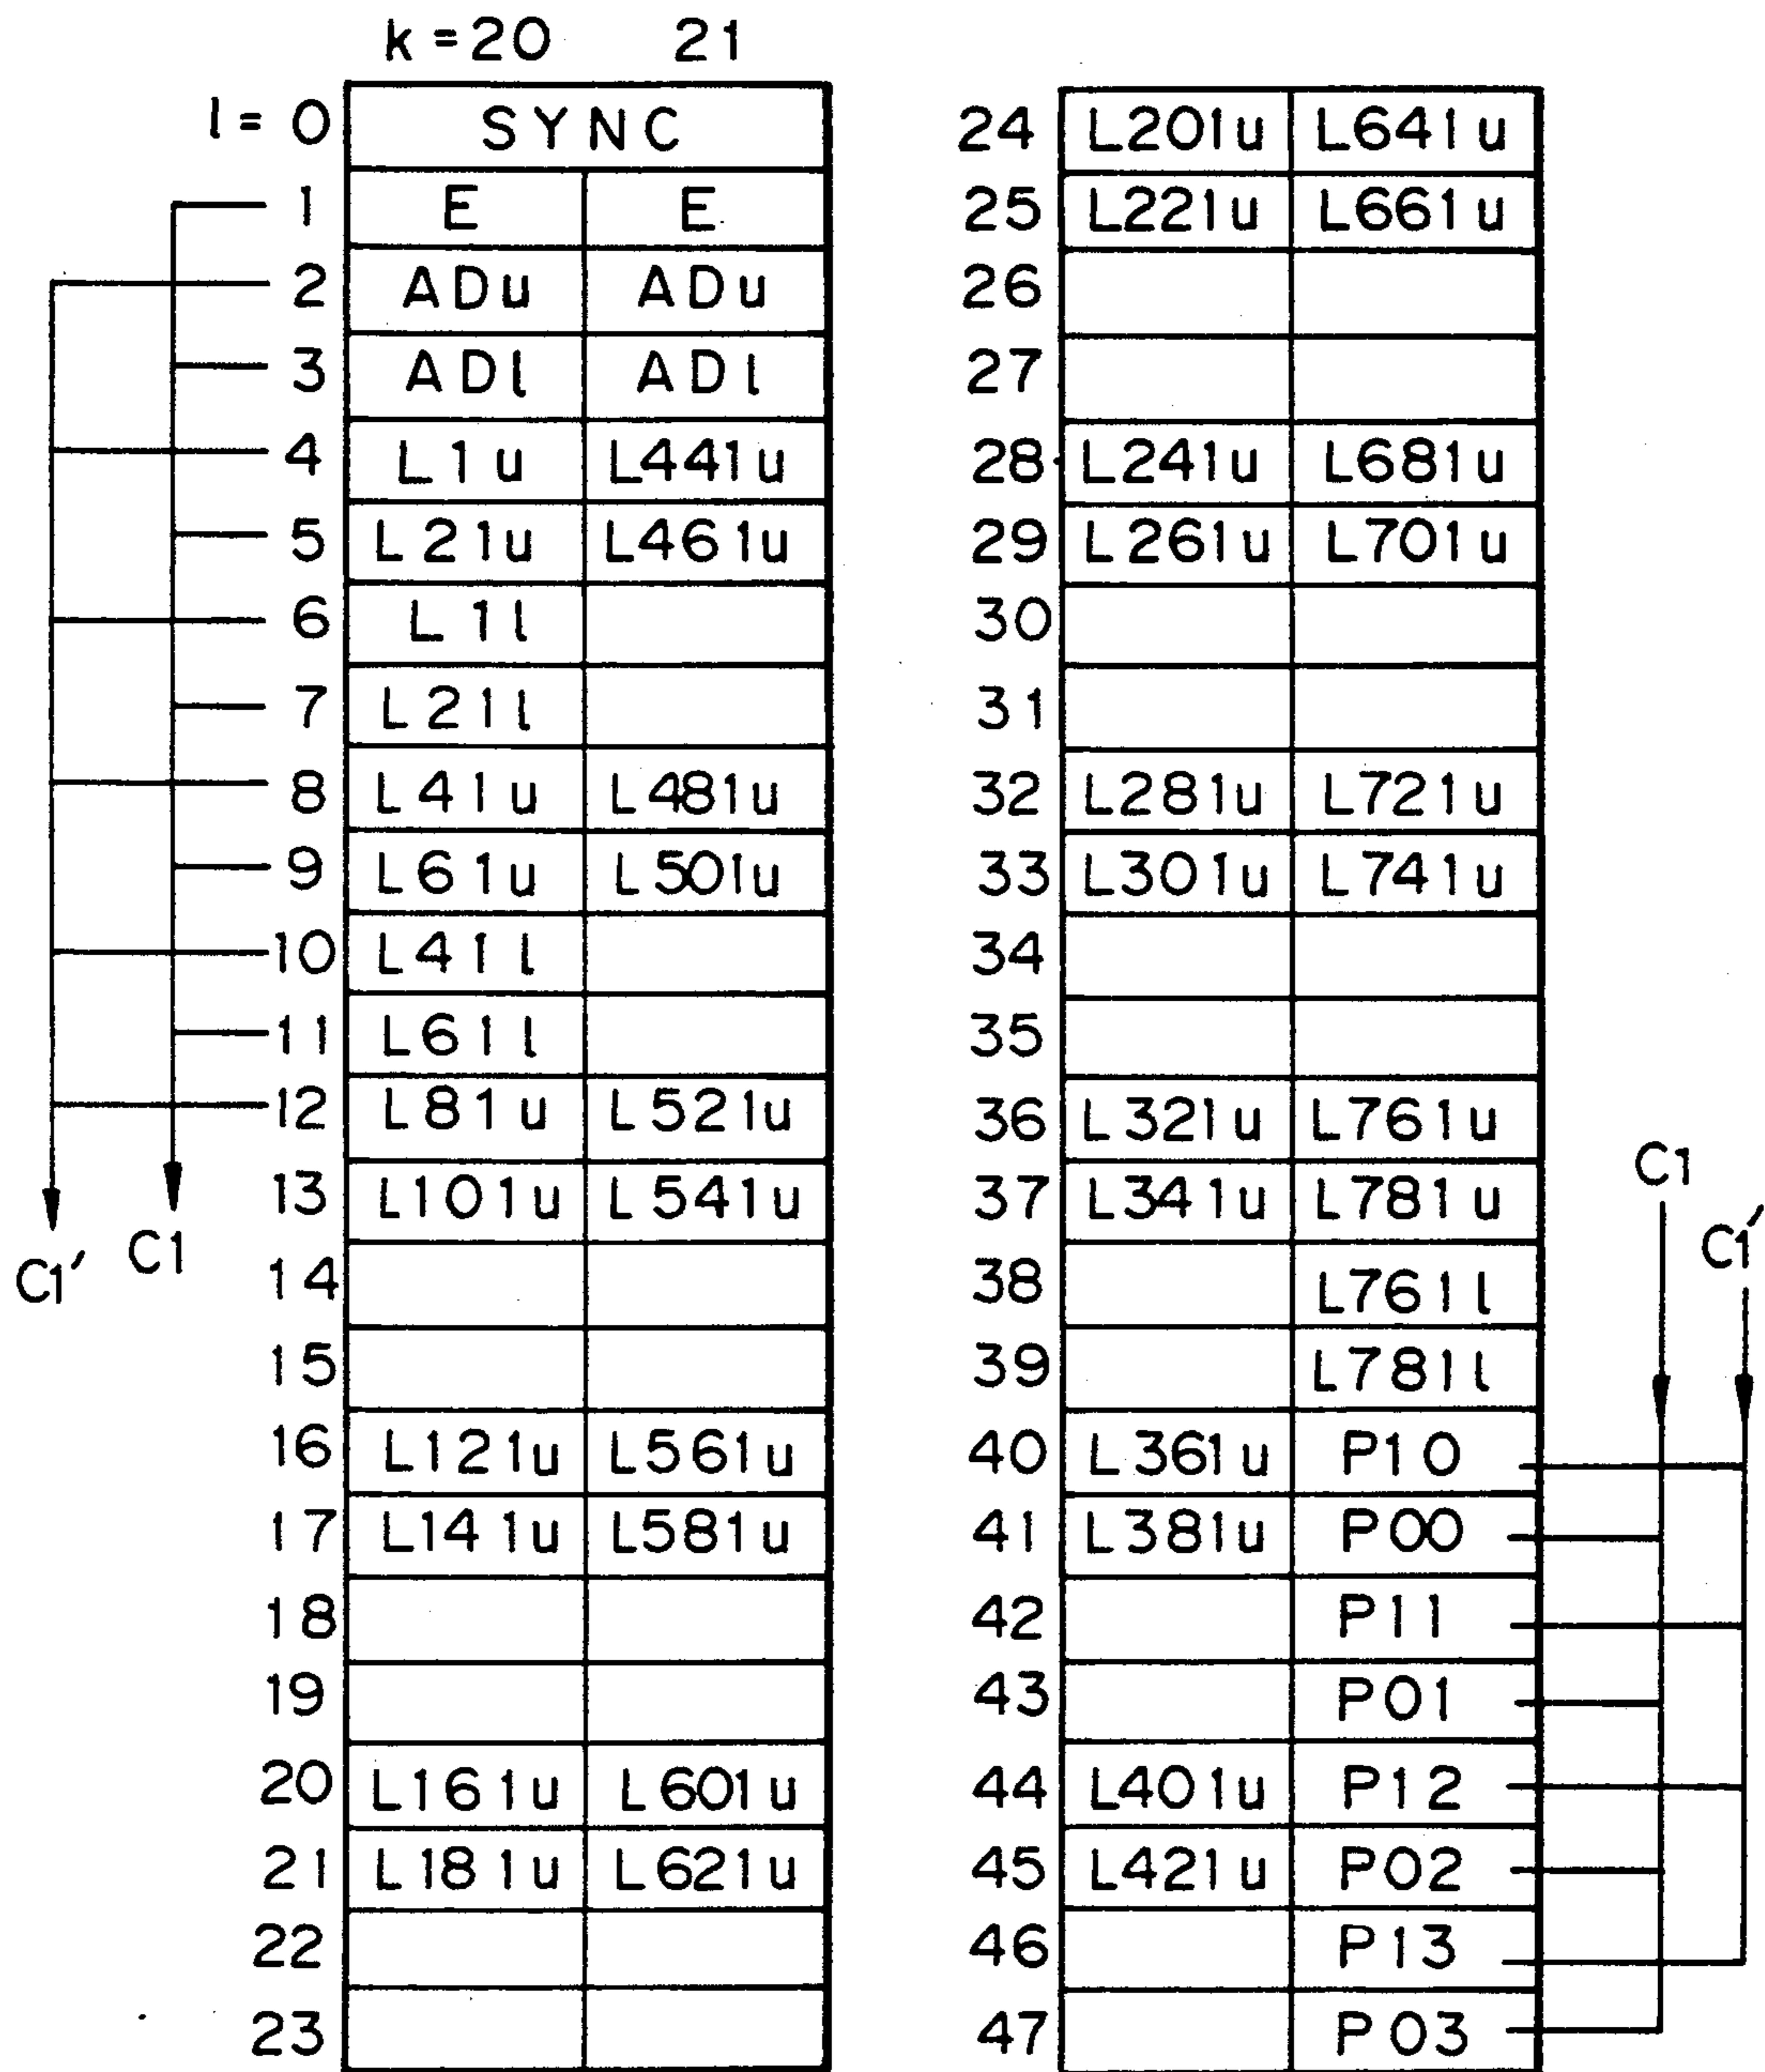 k = 20 21
l = 0 SYNC
1 E E
2 ADu ADu
3 ADl ADl
4 L1u L441u
5 L21u L461u
6 L1l
7 L21l
8 L41u L481u
9 L61u L501u
10 L41l
11 L61l
12 L81u L521u
13 L101u L541u
14
15
16 L121u L561u
17 L141u L581u
18
19
20 L161u L601u
21 L181u L621u
22
23
C1' C1
24 L201u L641u
25 L221u L661u
26
27
28 L241u L681u
29 L261u L701u
30
31
32 L281u L721u
33 L301u L741u
34
35
36 L321u L761u
37 L341u L781u
38 L761l
39 L781l
40 L361u P10
41 L381u P00
42 P11
43 P01
44 L401u P12
45 L421u P02
46 P13
47 P03
C1 C1'